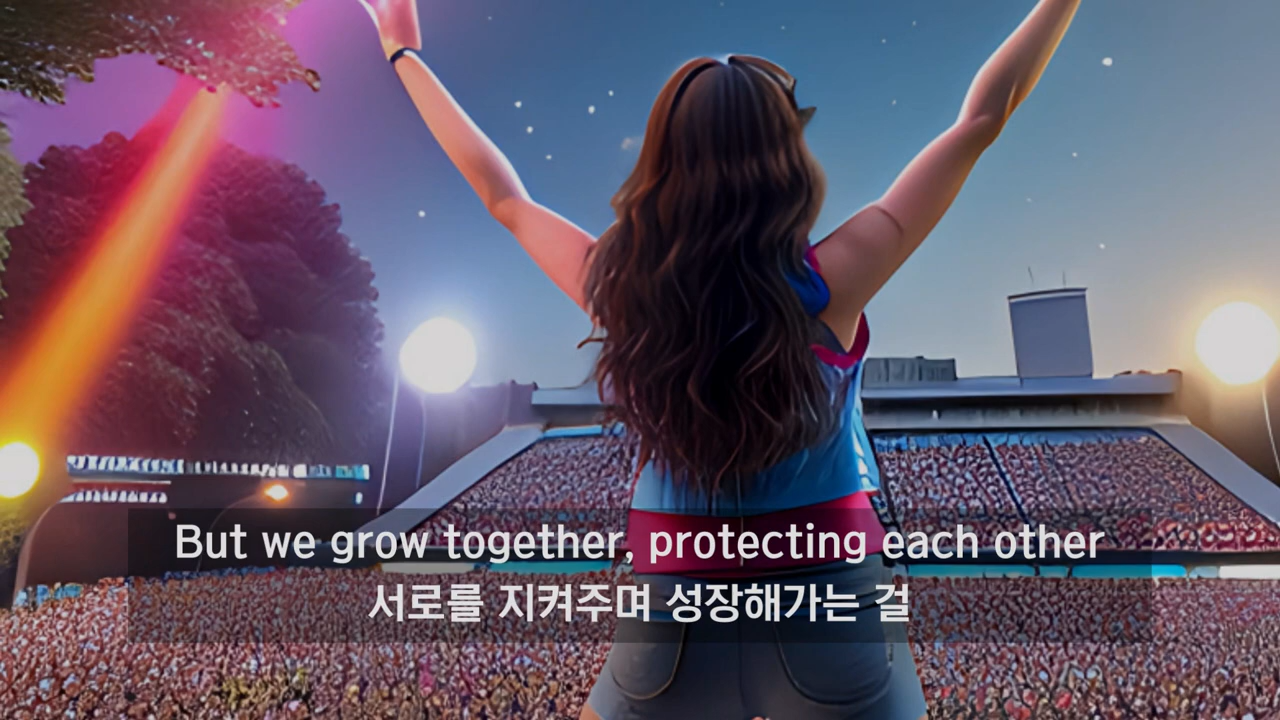 But we grow together, protecting each other
서로를 지켜주며 성장해가는 걸